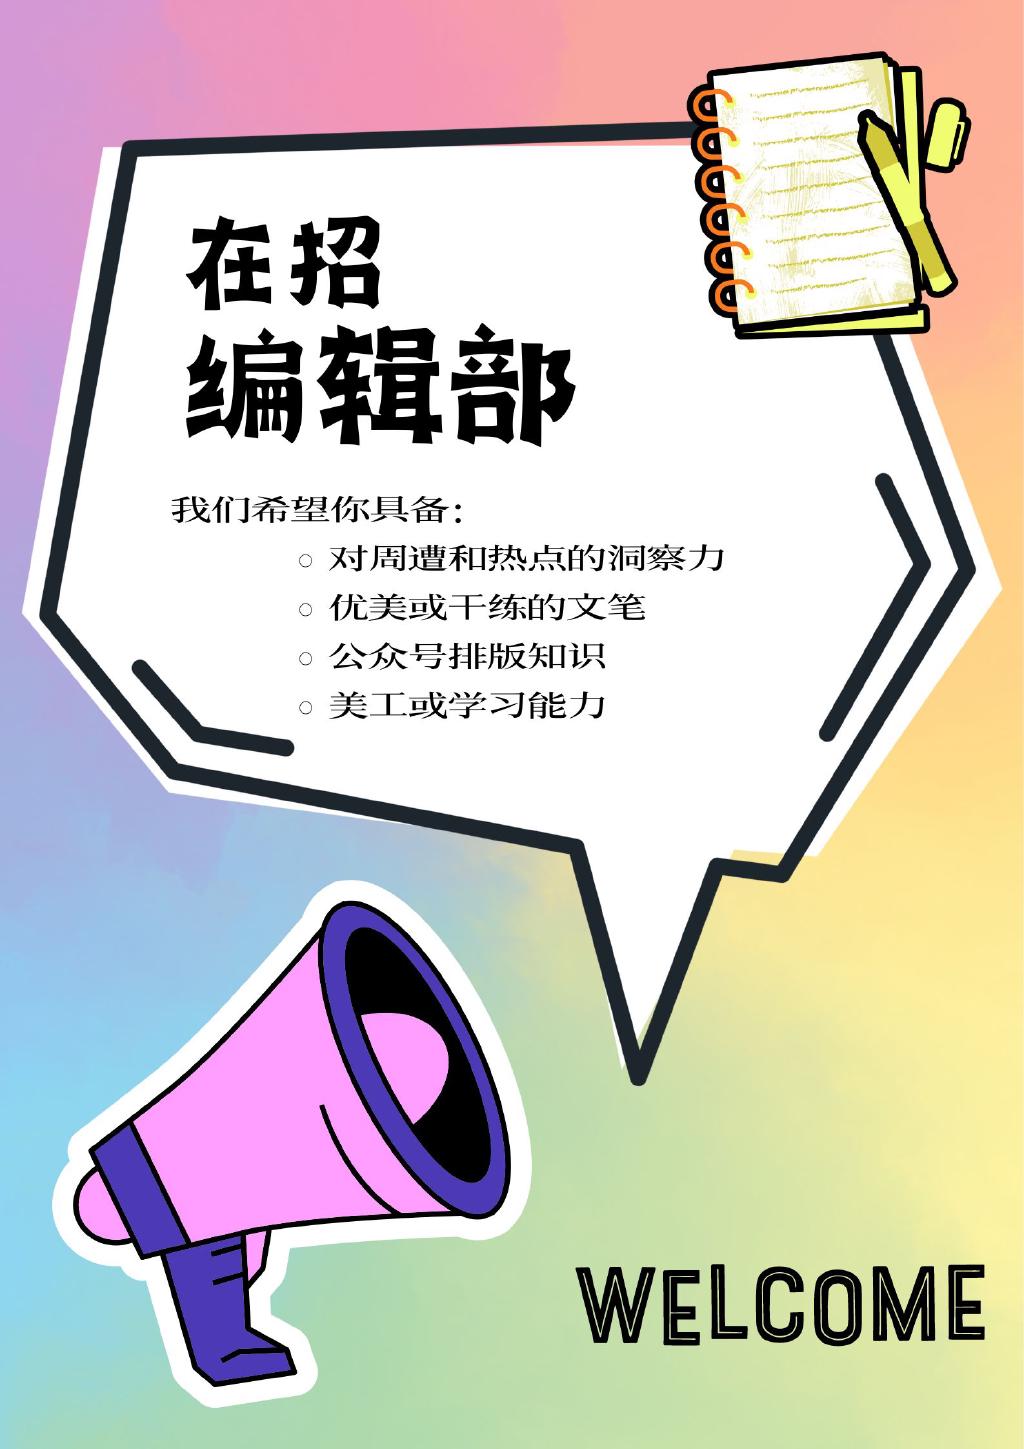 在招
编辑部
我们希望你具备：
○ 对周遭和热点的洞察力
○ 优美或干练的文笔
○ 公众号排版知识
○ 美工或学习能力
WELCOME